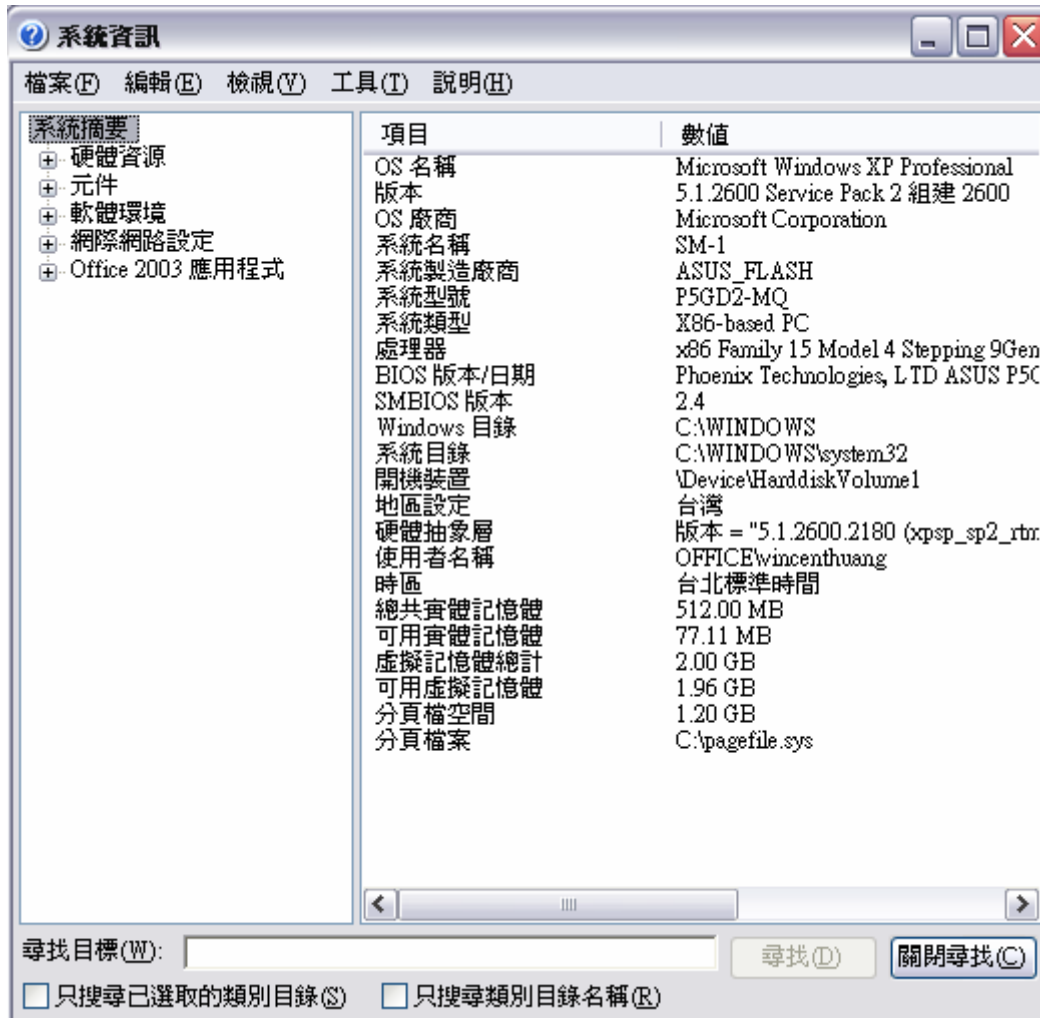 系統資訊
檔案(F) 編輯(E) 檢視(V) 工具(T) 說明(H)
系統摘要
硬體資源
元件
軟體環境
網際網路設定
Office 2003 應用程式
項目 數值
OS 名稱 Microsoft Windows XP Professional
版本 5.1.2600 Service Pack 2 組建 2600
OS 廠商 Microsoft Corporation
系統名稱 SM-1
系統製造廠商 ASUS_FLASH
系統型號 P5GD2-MQ
系統類型 X86-based PC
處理器 x86 Family 15 Model 4 Stepping 9Gen
BIOS 版本/日期 Phoenix Technologies, LTD ASUS P5G
SMBIOS 版本 2.4
Windows 目錄 C:\WINDOWS
系統目錄 C:\WINDOWS\system32
開機裝置 \Device\HarddiskVolume1
地區設定 台灣
硬體抽象層 版本 = "5.1.2600.2180 (xpsp_sp2_rtm
使用者名稱 OFFICE\wincenthuang
時區 台北標準時間
總共實體記憶體 512.00 MB
可用實體記憶體 77.11 MB
虛擬記憶體總計 2.00 GB
可用虛擬記憶體 1.96 GB
分頁檔空間 1.20 GB
分頁檔案 C:\pagefile.sys
尋找目標(W): 尋找(D) 關閉尋找(C)
只搜尋已選取的類別目錄(S) 只搜尋類別目錄名稱(R)